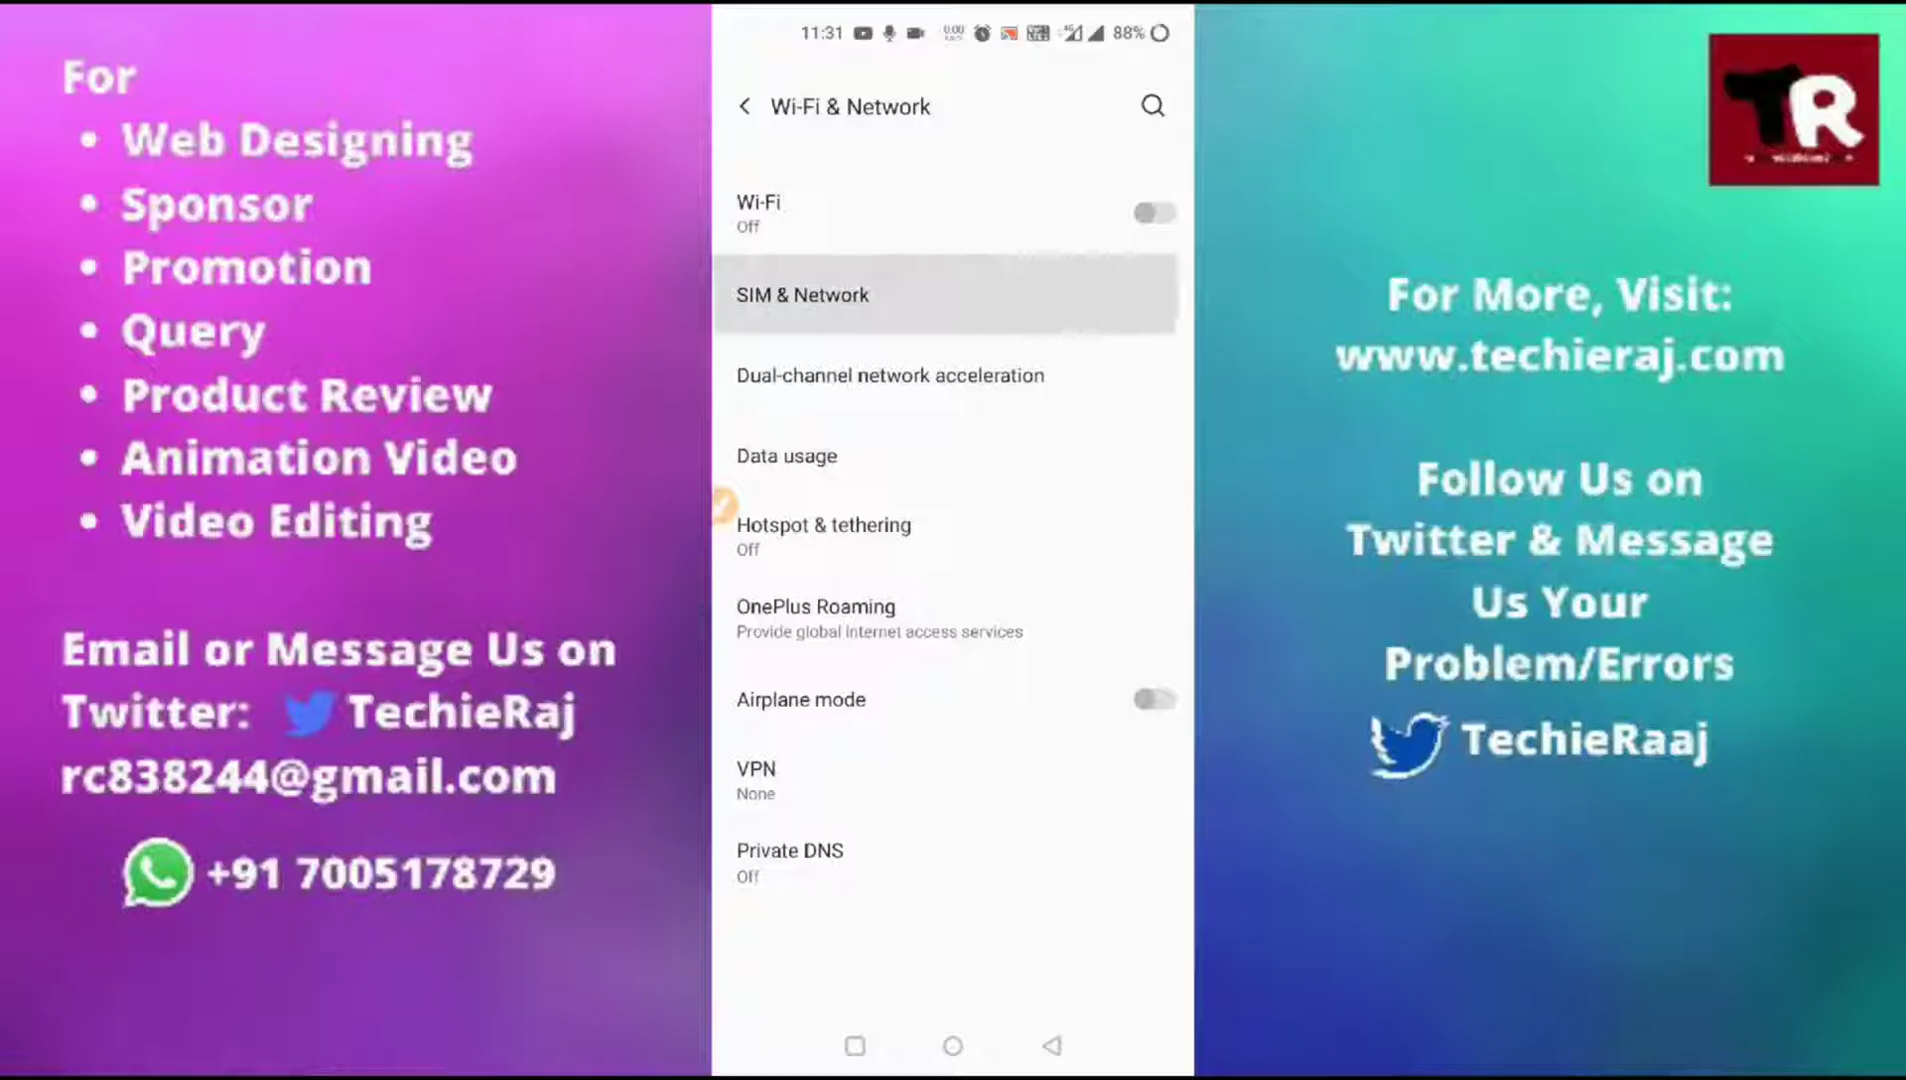 For
• Web Designing
• Sponsor
• Promotion
• Query
• Product Review
• Animation Video
• Video Editing
Email or Message Us on
Twitter: TechieRaj
rc838244@gmail.com
+91 7005178729
11:31 0.00 88%
Wi-Fi & Network
Wi-Fi
Off
SIM & Network
Dual-channel network acceleration
Data usage
Hotspot & tethering
Off
OnePlus Roaming
Provide global Internet access services
Airplane mode
VPN
None
Private DNS
Off
TR
For More, Visit:
www.techieraj.com
Follow Us on
Twitter & Message
Us Your
Problem/Errors
TechieRaaj